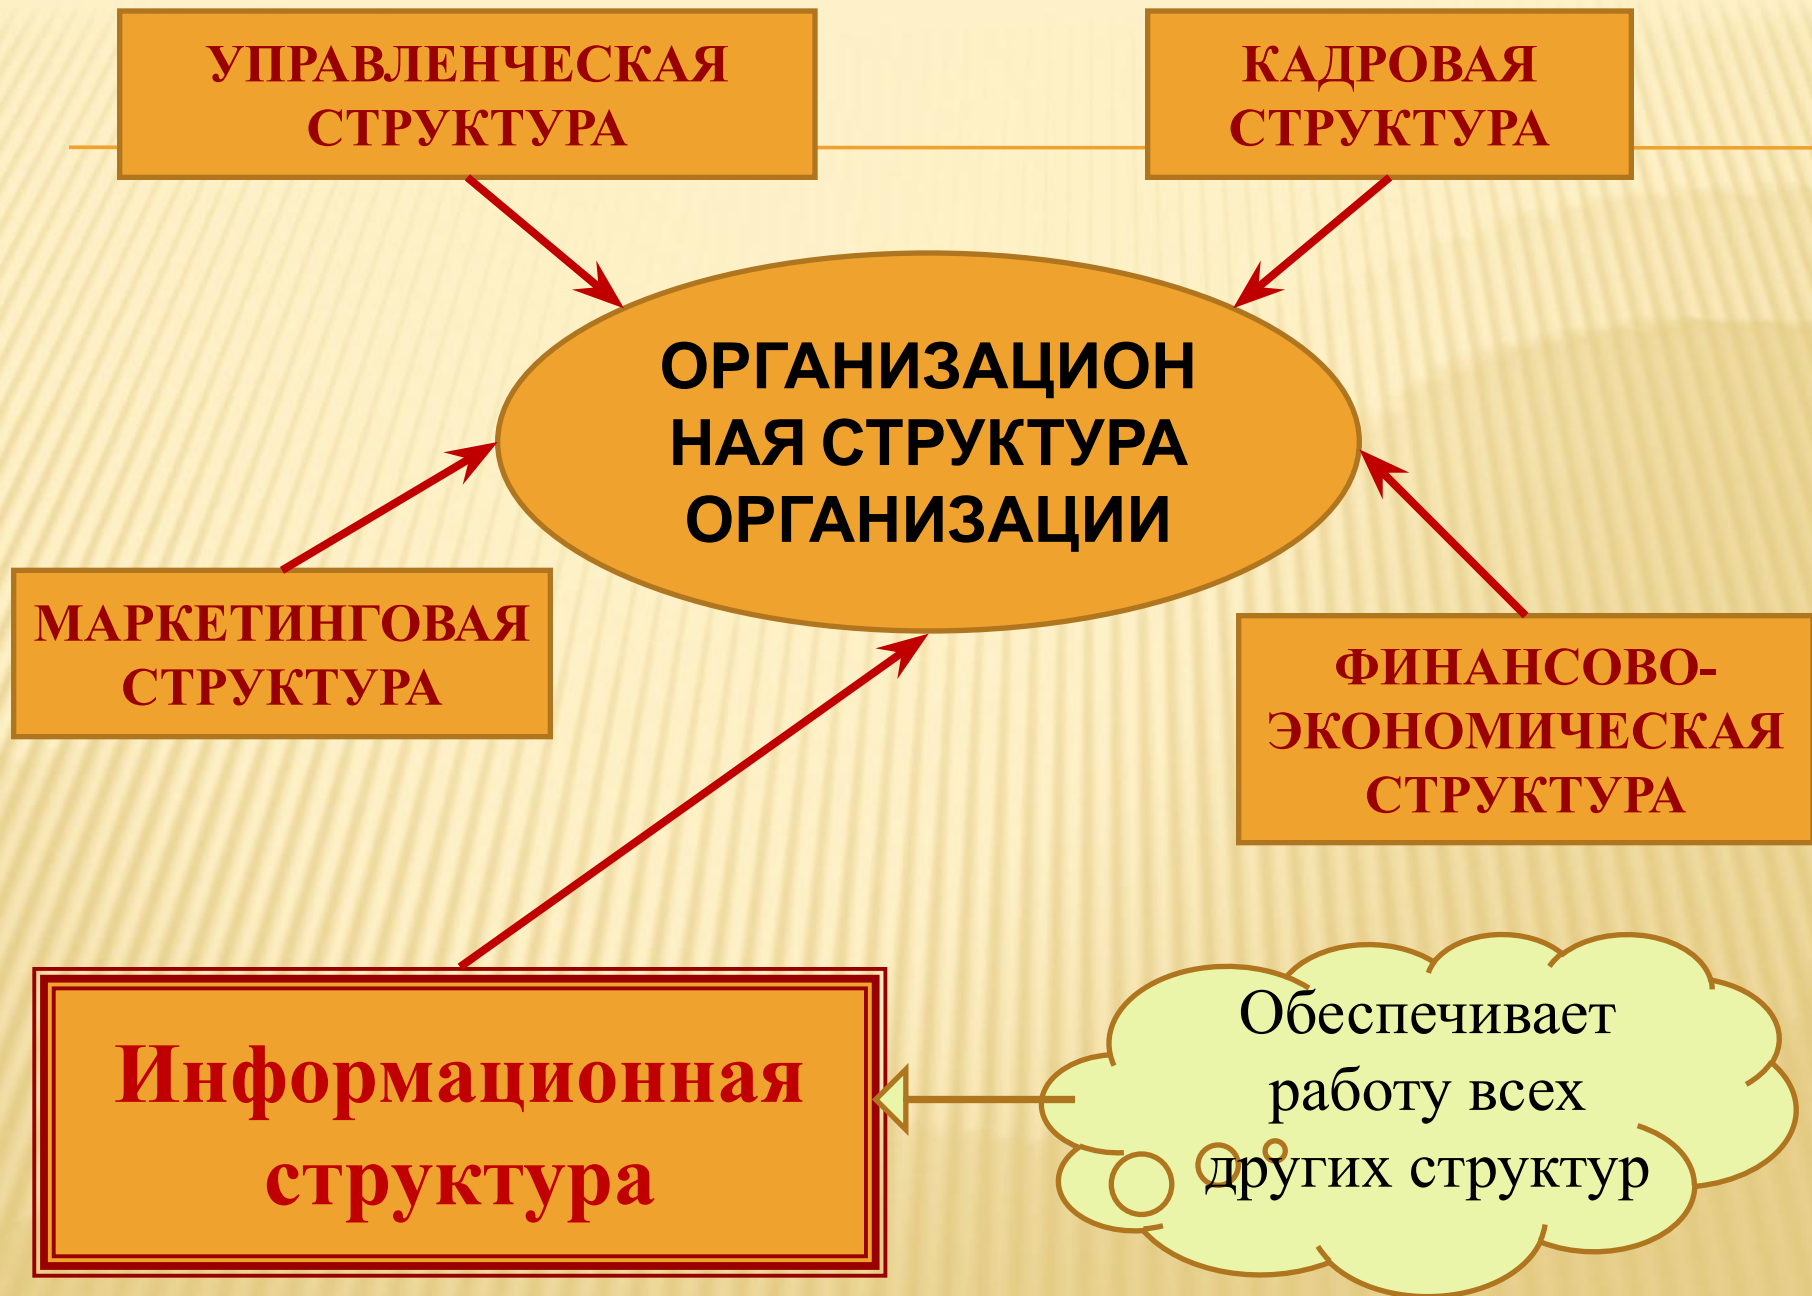 УПРАВЛЕНЧЕСКАЯ
СТРУКТУРА
КАДРОВАЯ
СТРУКТУРА
ОРГАНИЗАЦИОН
НАЯ СТРУКТУРА
ОРГАНИЗАЦИИ
МАРКЕТИНГОВАЯ
СТРУКТУРА
ФИНАНСОВО-
ЭКОНОМИЧЕСКАЯ
СТРУКТУРА
Информационная
структура
Обеспечивает
работу всех
других структур